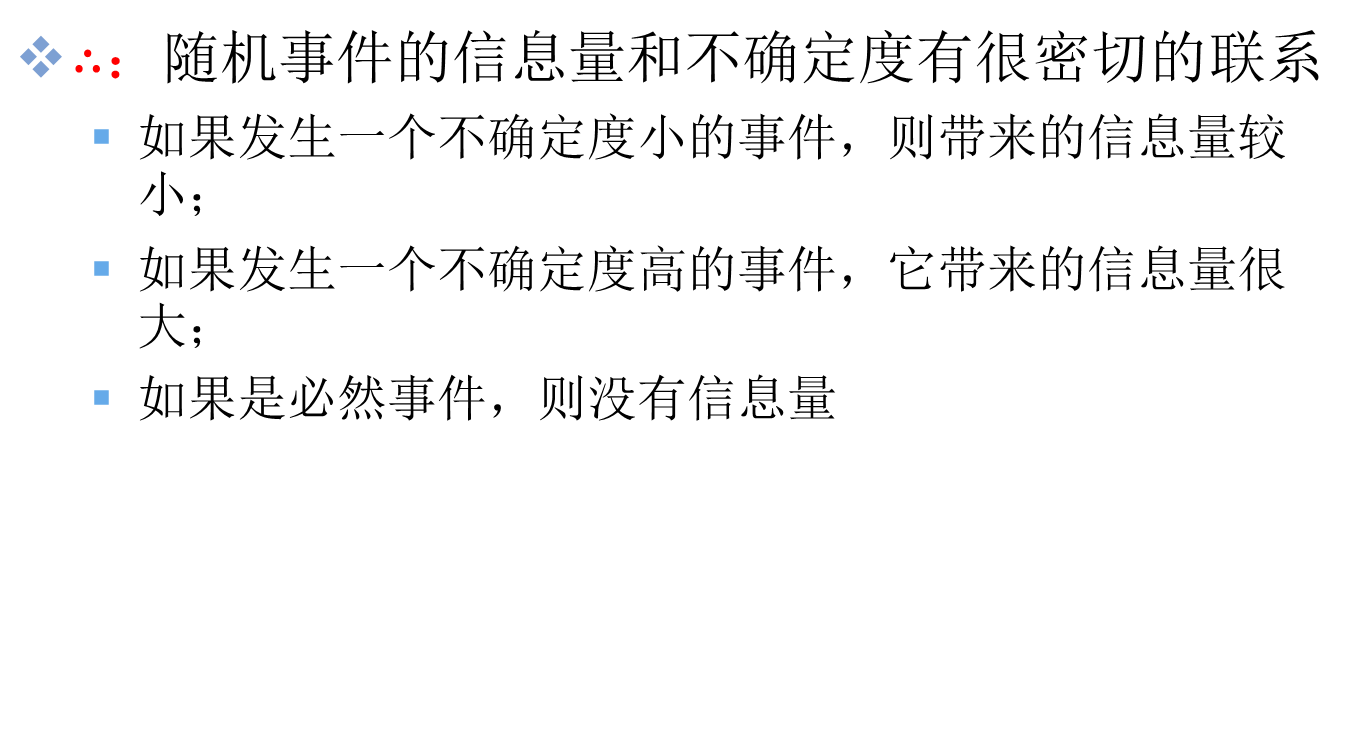 ∴：随机事件的信息量和不确定度有很密切的联系
如果发生一个不确定度小的事件，则带来的信息量较
小；
如果发生一个不确定度高的事件，它带来的信息量很
大；
如果是必然事件，则没有信息量